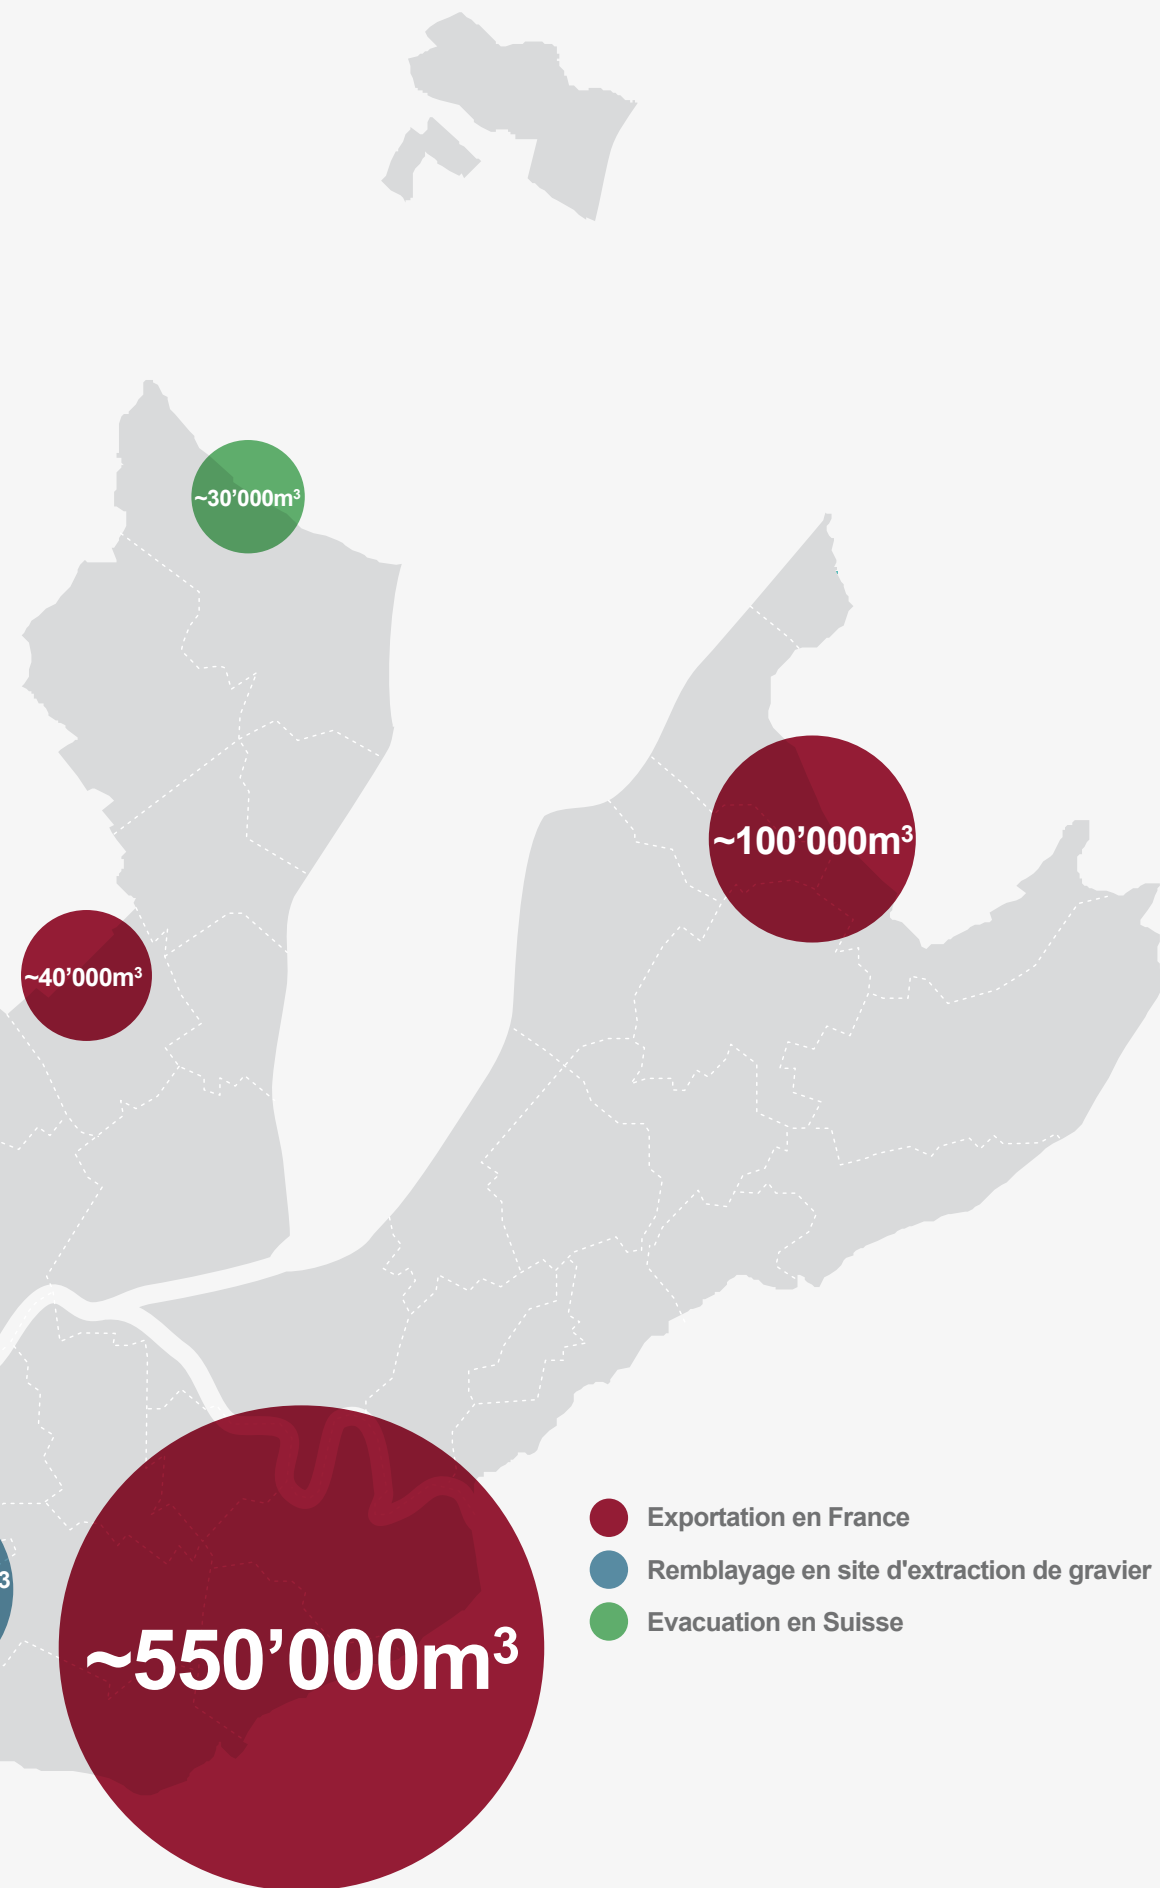 ~30’000m³
~100’000m³
~40’000m³
Exportation en France
Remblayage en site d'extraction de gravier
3
~550’000m³
Evacuation en Suisse